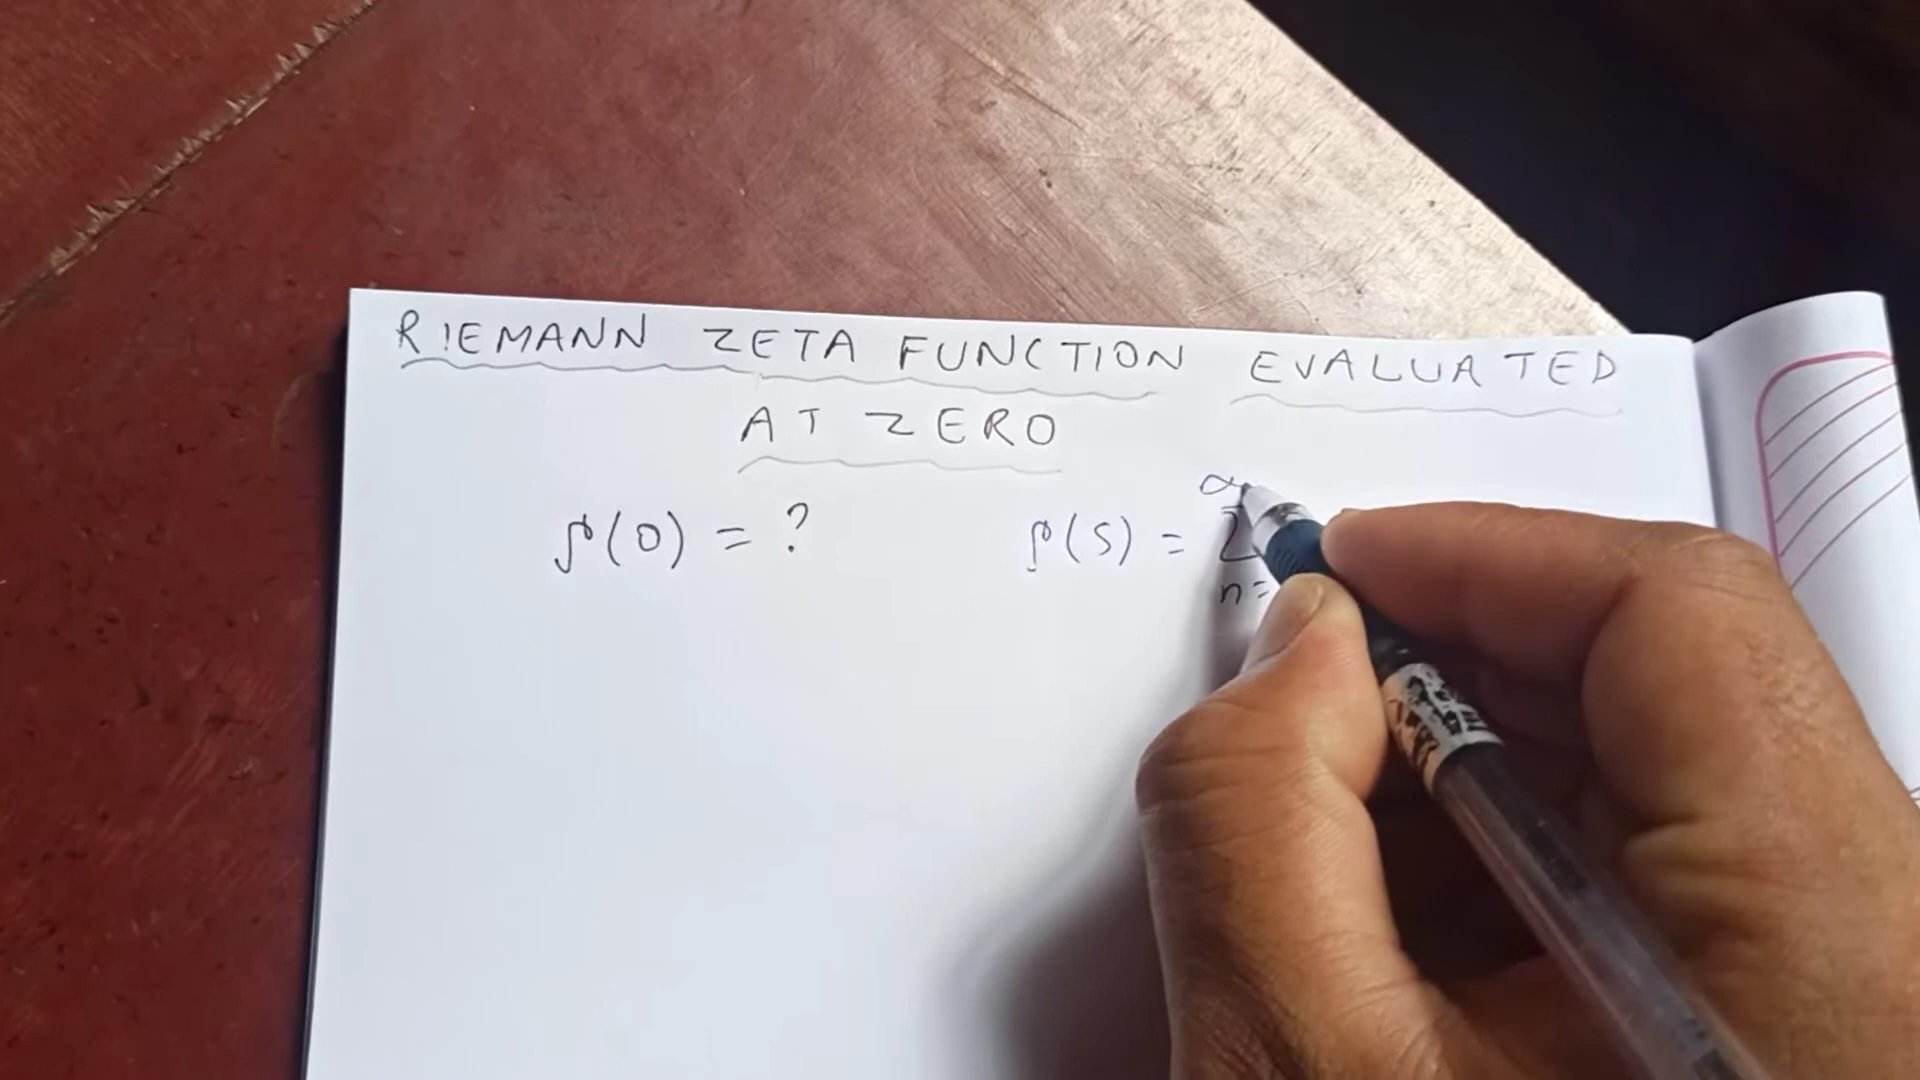 RIEMANN ZETA FUNCTION EVALUATED
AT ZERO
ζ(0) = ? ζ(s) = ∞ Σ n=